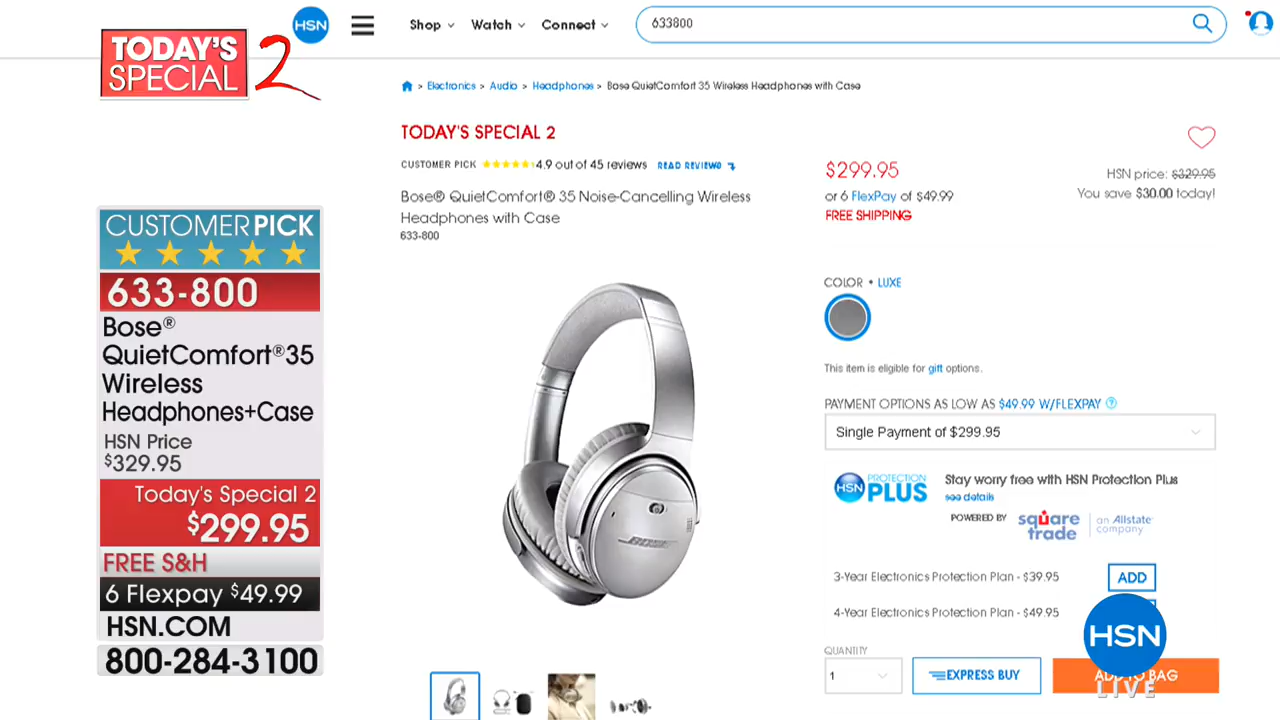 TODAY'S
SPECIAL 2
HSN
Shop
Watch
Connect
633800
Electronics > Audio > Headphones > Bose QuietComfort 35 Wireless Headphones with Case
TODAY'S SPECIAL 2
CUSTOMER PICK 4.9 out of 45 reviews READ REVIEWS
Bose® QuietComfort® 35 Noise-Cancelling Wireless
Headphones with Case
633-800
$299.95
or 6 FlexPay of $49.99
FREE SHIPPING
HSN price: $329.95
You save $30.00 today!
CUSTOMER PICK
633-800
Bose®
QuietComfort®35
Wireless
Headphones+Case
HSN Price
$329.95
Today's Special 2
$299.95
FREE S&H
6 Flexpay $49.99
HSN.COM
800-284-3100
BOSE
COLOR • LUXE
This item is eligible for gift options.
PAYMENT OPTIONS AS LOW AS $49.99 W/FLEXPAY ?
Single Payment of $299.95
HSN PROTECTION
PLUS
Stay worry free with HSN Protection Plus
see details
POWERED BY
square
trade
an Allstate
company
3-Year Electronics Protection Plan - $39.95
ADD
4-Year Electronics Protection Plan - $49.95
QUANTITY
1
EXPRESS BUY
ADD TO BAG
HSN
LIVE